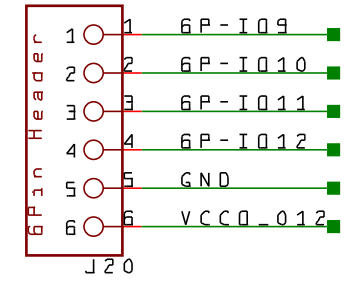 6Pin Header
1 1 6P-IO9
2 2 6P-IO10
3 3 6P-IO11
4 4 6P-IO12
5 5 GND
6 6 VCCO_012
J20